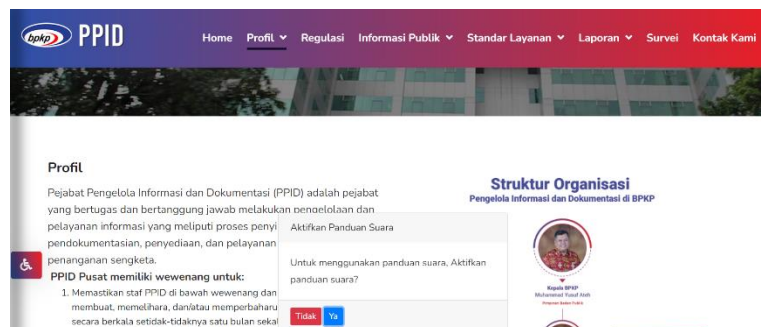 bpkp PPID
Home Profil Regulasi Informasi Publik Standar Layanan Laporan Survei Kontak Kami
Profil
Pejabat Pengelola Informasi dan Dokumentasi (PPID) adalah pejabat
yang bertugas dan bertanggung jawab melakukan pengelolaan dan
pelayanan informasi yang meliputi proses penyi
pendokumentasian, penyediaan, dan pelayanan
penanganan sengketa.
PPID Pusat memiliki wewenang untuk:
1. Memastikan staf PPID di bawah wewenang dan
membuat, memelihara, dan/atau memperbaharu
secara berkala setidak-tidaknya satu bulan sekal
Aktifkan Panduan Suara
Untuk menggunakan panduan suara, Aktifkan
panduan suara?
Tidak Ya
Struktur Organisasi
Pengelola Informasi dan Dokumentasi di BPKP
Kepala BPKP
Muhammad Yusuf Ateh
Pimpinan Badan Publik